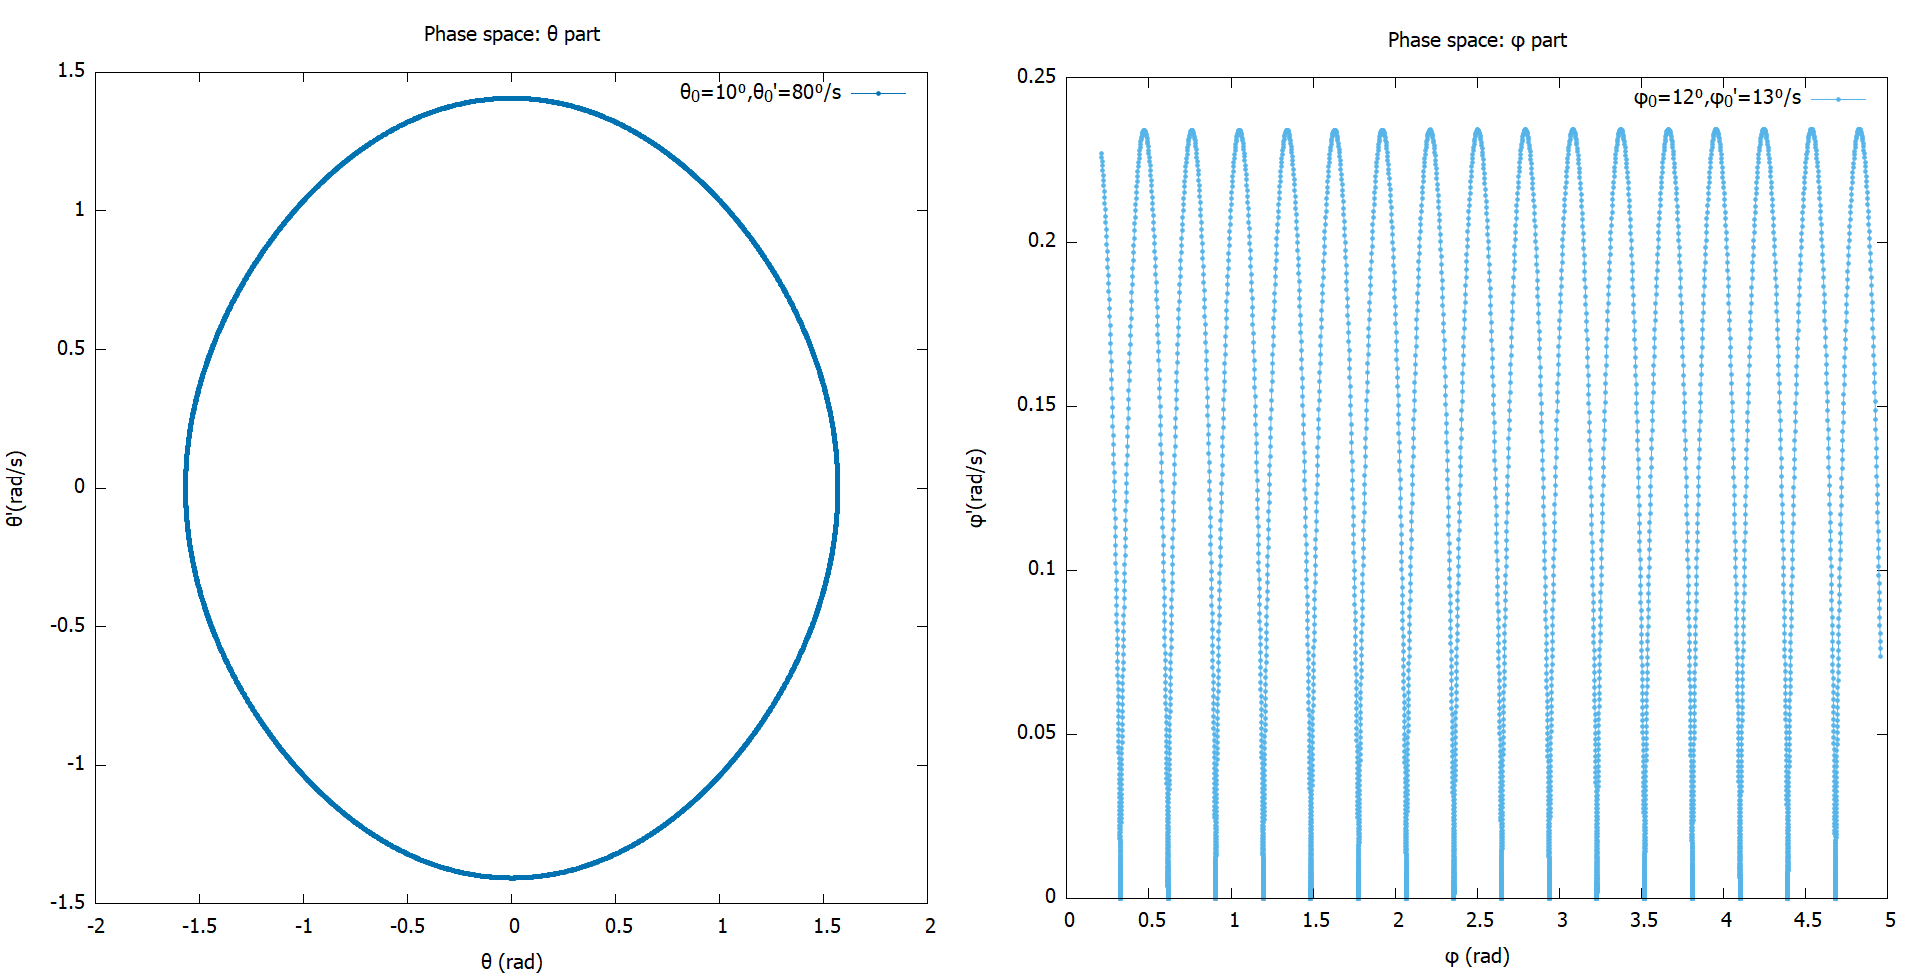 Phase space: θ part
θ₀=10º,θ₀'=80º/s
1.5
1
0.5
0
-0.5
-1
-1.5
θ'(rad/s)
-2 -1.5 -1 -0.5 0 0.5 1 1.5 2
θ (rad)
Phase space: φ part
φ₀=12º,φ₀'=13º/s
0.25
0.2
0.15
0.1
0.05
0
φ'(rad/s)
0 0.5 1 1.5 2 2.5 3 3.5 4 4.5 5
φ (rad)